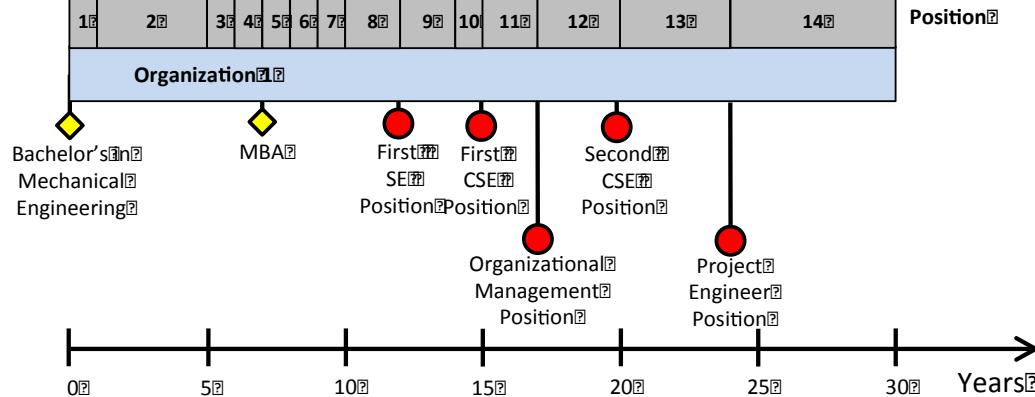 1 2 3 4 5 6 7 8 9 10 11 12 13 14 Position
Organization 1
Bachelor's in
Mechanical
Engineering
MBA
First
SE
Position
First
CSE
Position
Second
CSE
Position
Organizational
Management
Position
Project
Engineer
Position
0 5 10 15 20 25 30 Years